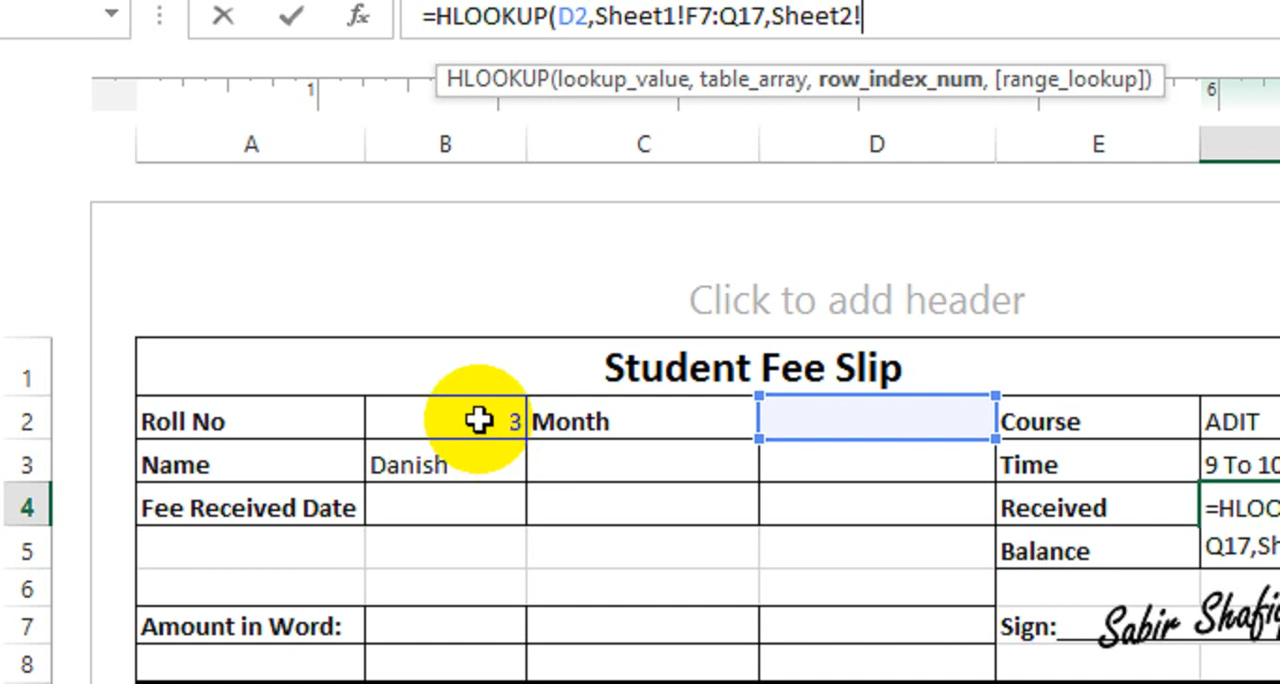 =HLOOKUP(D2,Sheet1!F7:Q17,Sheet2!
HLOOKUP(lookup_value, table_array, row_index_num, [range_lookup])
1 6
A B C D E
Click to add header
1 Student Fee Slip
2 Roll No 3 Month Course ADIT
3 Name Danish Time 9 To 10
4 Fee Received Date Received =HLOO
5 Balance Q17,Sh
6
7 Amount in Word: Sign: Sabir Shafiq
8